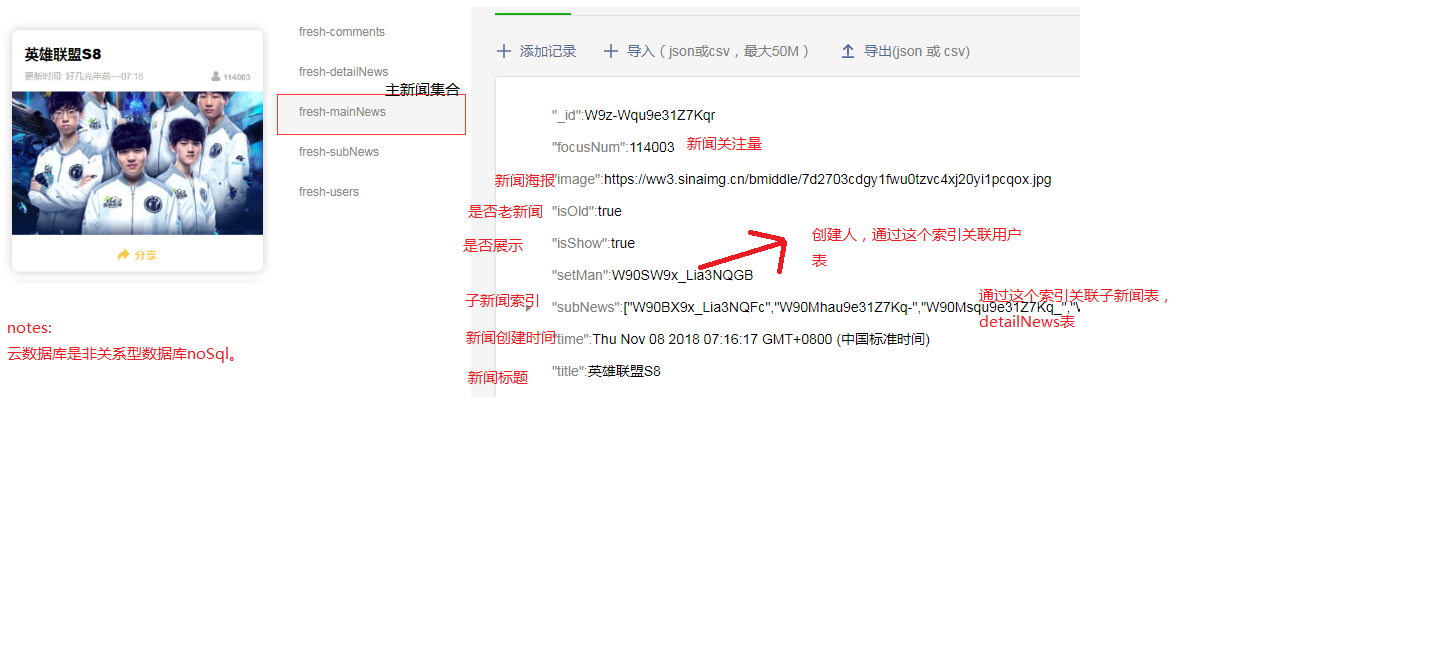 英雄联盟S8
更新时间: 好几光年前~~07:16
114003
分享
notes:
云数据库是非关系型数据库noSql。
fresh-comments
fresh-detailNews
主新闻集合
fresh-mainNews
fresh-subNews
fresh-users
添加记录
导入（json或csv，最大50M）
导出(json 或 csv)
"_id":W9z-Wqu9e31Z7Kqr
"focusNum":114003 新闻关注量
新闻海报 "image":https://ww3.sinaimg.cn/bmiddle/7d2703cdgy1fwu0tzvc4xj20yi1pcqox.jpg
是否老新闻 "isOld":true
是否展示 "isShow":true
创建人，通过这个索引关联用户
表
"setMan":W90SW9x_Lia3NQGB
子新闻索引 "subNews":["W90BX9x_Lia3NQFc","W90Mhau9e31Z7Kq-","W90Msqu9e31Z7Kq_",
通过这个索引关联子新闻表，
detailNews表
新闻创建时间 "time":Thu Nov 08 2018 07:16:17 GMT+0800 (中国标准时间)
新闻标题 "title":英雄联盟S8